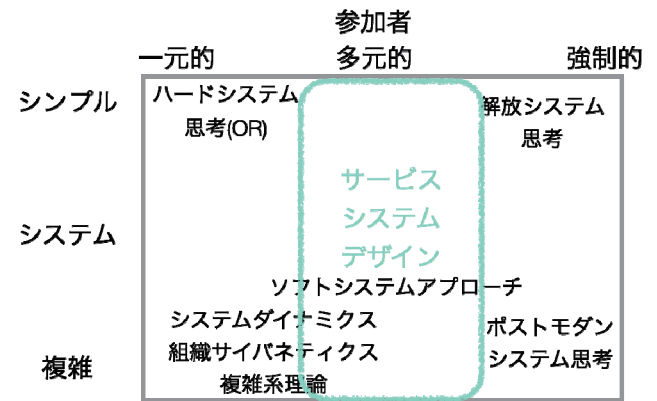 参加者
一元的 多元的 強制的
シンプル
ハードシステム
思考(OR)
解放システム
思考
サービス
システム
デザイン
システム
ソフトシステムアプローチ
システムダイナミクス
組織サイバネティクス
複雑系理論
ポストモダン
システム思考
複雑